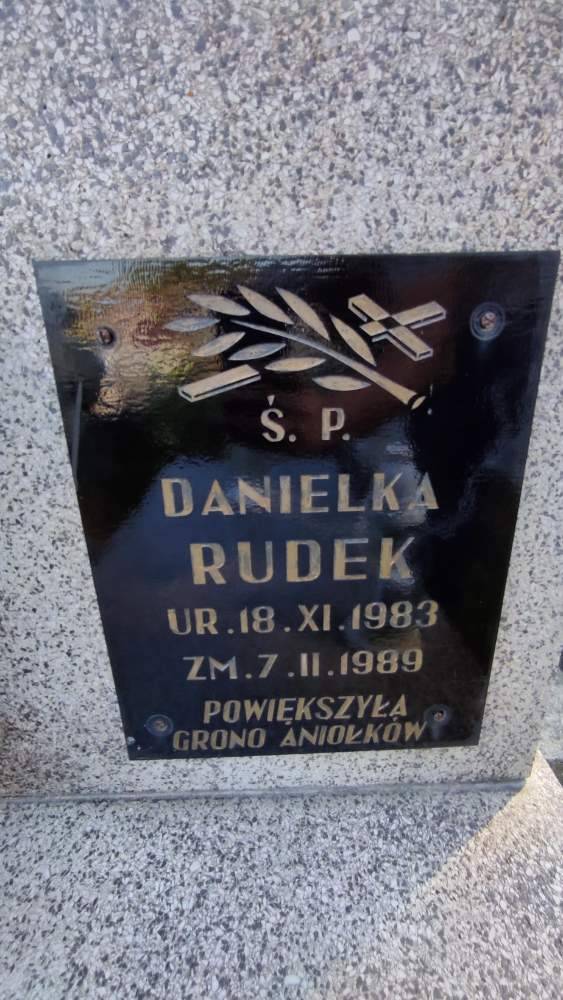 Ś. P.
DANIELKA
RUDEK
UR. 18. XI. 1983
ZM. 7. II. 1989
POWIĘKSZYŁA
GRONO ANIOŁKÓW